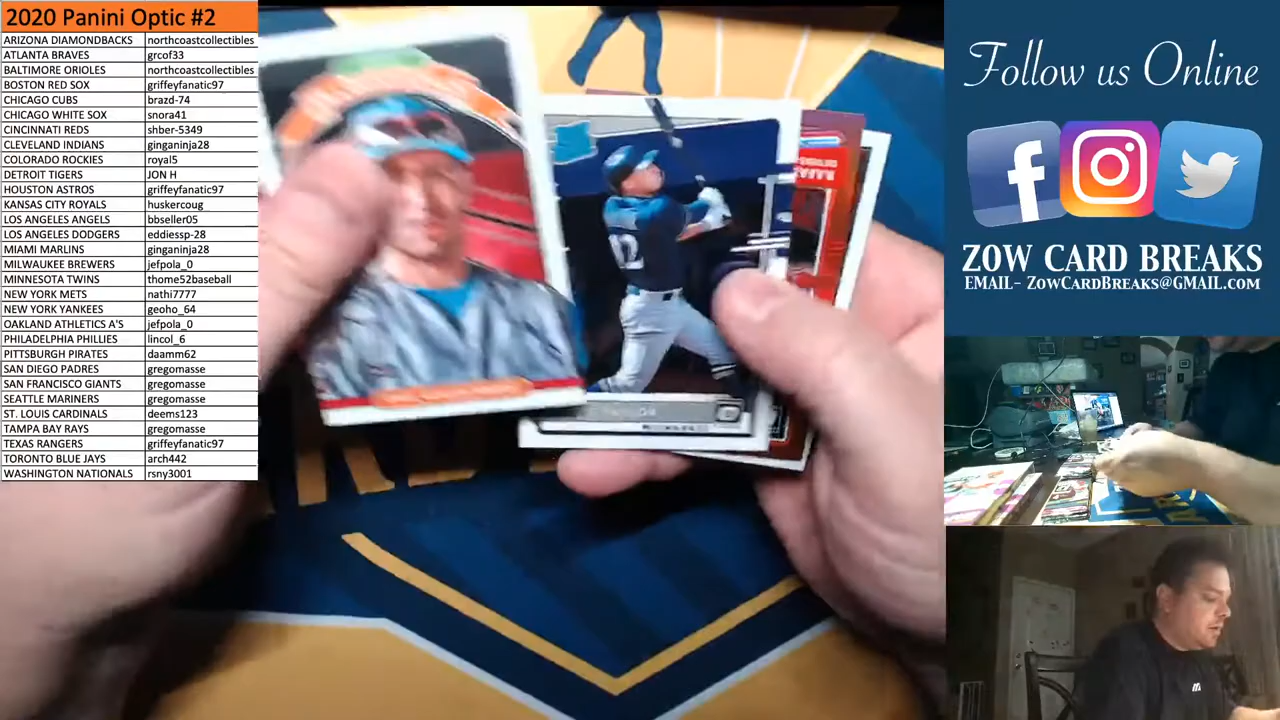 2020 Panini Optic #2
ARIZONA DIAMONDBACKS northcoastcollectibles
ATLANTA BRAVES grcof33
BALTIMORE ORIOLES northcoastcollectibles
BOSTON RED SOX griffeyfanatic97
CHICAGO CUBS brazd-74
CHICAGO WHITE SOX snora41
CINCINNATI REDS shber-5349
CLEVELAND INDIANS ginganinja28
COLORADO ROCKIES royal5
DETROIT TIGERS JON H
HOUSTON ASTROS griffeyfanatic97
KANSAS CITY ROYALS huskercoug
LOS ANGELES ANGELS bbseller05
LOS ANGELES DODGERS eddiessp-28
MIAMI MARLINS ginganinja28
MILWAUKEE BREWERS jefpola_0
MINNESOTA TWINS thome52baseball
NEW YORK METS nathi7777
NEW YORK YANKEES geoho_64
OAKLAND ATHLETICS A'S jefpola_0
PHILADELPHIA PHILLIES lincol_6
PITTSBURGH PIRATES daamm62
SAN DIEGO PADRES gregomasse
SAN FRANCISCO GIANTS gregomasse
SEATTLE MARINERS gregomasse
ST. LOUIS CARDINALS deems123
TAMPA BAY RAYS gregomasse
TEXAS RANGERS griffeyfanatic97
TORONTO BLUE JAYS arch442
WASHINGTON NATIONALS rsny3001
Follow us Online
ZOW CARD BREAKS
EMAIL- ZOWCARDBREAKS@GMAIL.COM
12